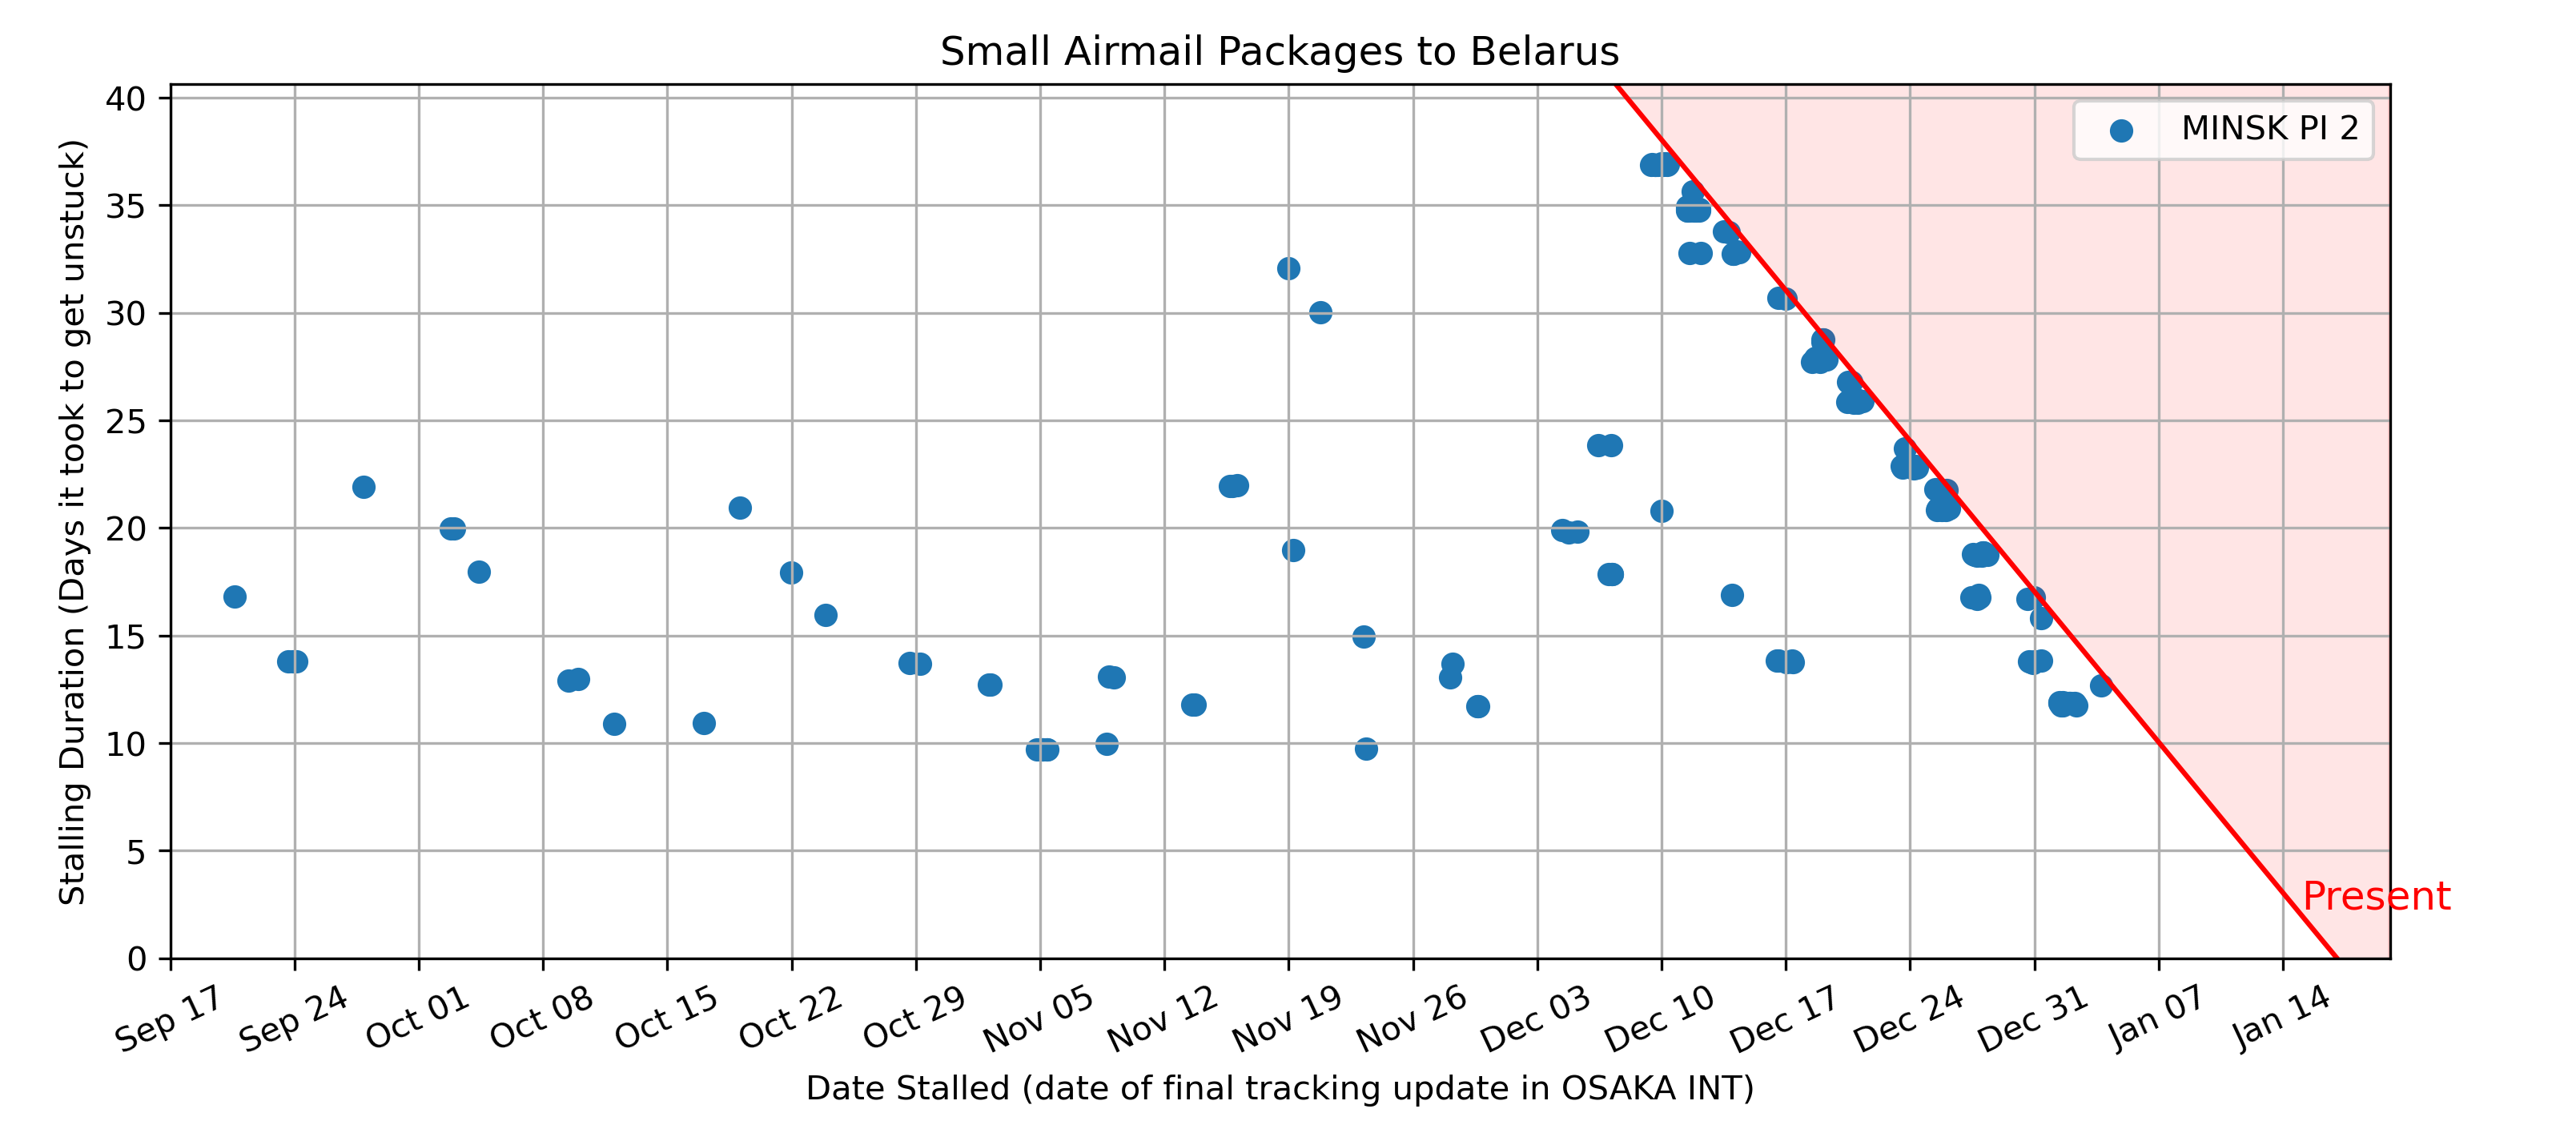 Small Airmail Packages to Belarus
MINSK PI 2
Stalling Duration (Days it took to get unstuck)
40
35
30
25
20
15
10
5
0
Present
Sep 17
Sep 24
Oct 01
Oct 08
Oct 15
Oct 22
Oct 29
Nov 05
Nov 12
Nov 19
Nov 26
Dec 03
Dec 10
Dec 17
Dec 24
Dec 31
Jan 07
Jan 14
Date Stalled (date of final tracking update in OSAKA INT)